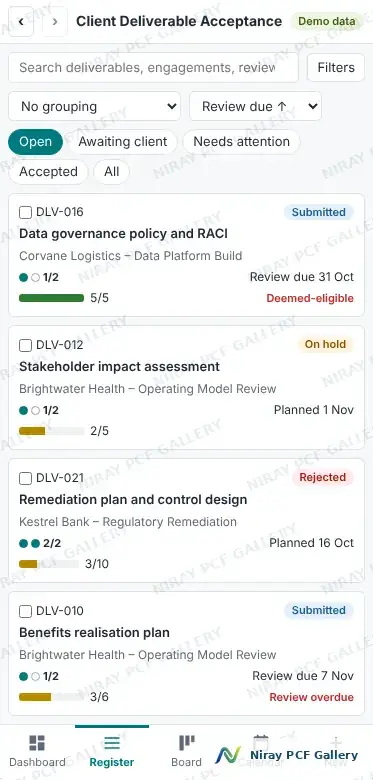 Client Deliverable Acceptance
Demo data
Search deliverables, engagements, review
Filters
No grouping
Review due ↑
Open
Awaiting client
Needs attention
Accepted
All
DLV-016
Submitted
Data governance policy and RACI
Corvane Logistics – Data Platform Build
1/2
Review due 31 Oct
5/5
Deemed-eligible
DLV-012
On hold
Stakeholder impact assessment
Brightwater Health – Operating Model Review
1/2
Planned 1 Nov
2/5
DLV-021
Rejected
Remediation plan and control design
Kestrel Bank – Regulatory Remediation
2/2
Planned 16 Oct
3/10
DLV-010
Submitted
Benefits realisation plan
Brightwater Health – Operating Model Review
1/2
Review due 7 Nov
3/6
Review overdue
Dashboard
Register
Board
Calendar
New
Niray PCF Gallery
NIRAY PCF GALLERY